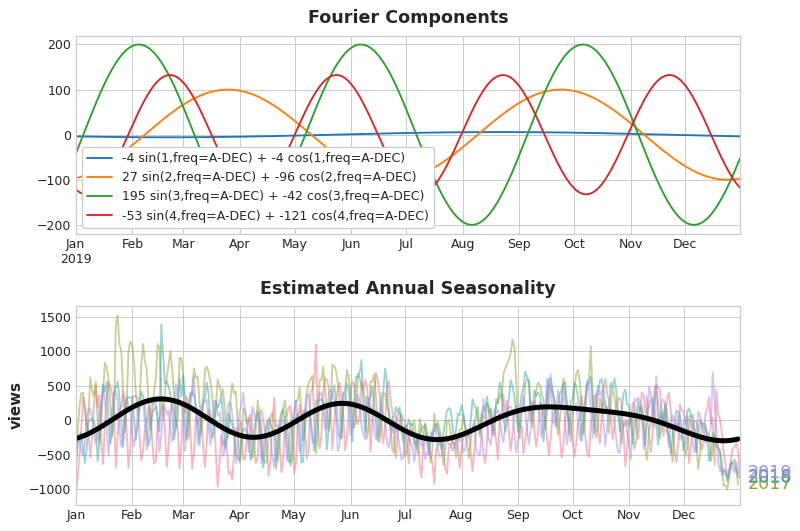 Fourier Components
200
100
0
−100
−200
-4 sin(1,freq=A-DEC) + -4 cos(1,freq=A-DEC)
27 sin(2,freq=A-DEC) + -96 cos(2,freq=A-DEC)
195 sin(3,freq=A-DEC) + -42 cos(3,freq=A-DEC)
-53 sin(4,freq=A-DEC) + -121 cos(4,freq=A-DEC)
Jan Feb Mar Apr May Jun Jul Aug Sep Oct Nov Dec
2019
Estimated Annual Seasonality
views
1500
1000
500
0
−500
−1000
Jan Feb Mar Apr May Jun Jul Aug Sep Oct Nov Dec
2017